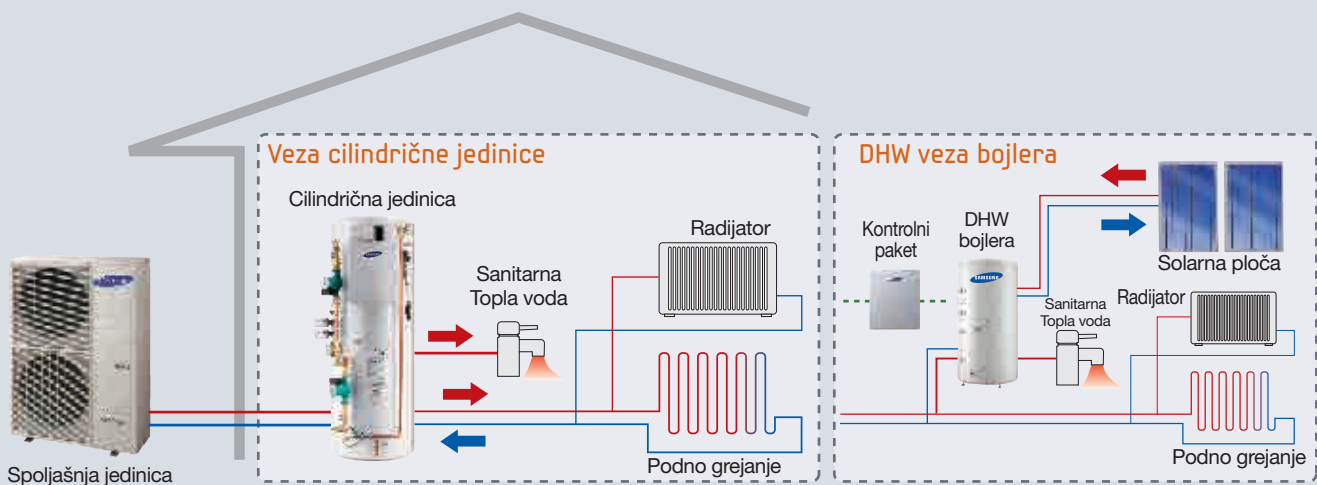 Veza cilindrične jedinice
Cilindrična jedinica
Sanitarna
Topla voda
Radijator
Podno grejanje
Spoljašnja jedinica
DHW veza bojlera
Kontrolni
paket
DHW
bojlera
SAMSUNG
Solarna ploča
Sanitarna
Topla voda
Radijator
Podno grejanje